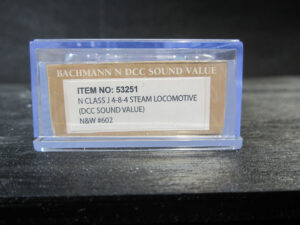 BACHMANN N DCC SOUND VALUE
ITEM NO: 53251
N CLASS J 4-8-4 STEAM LOCOMOTIVE
(DCC SOUND VALUE)
N&W #602